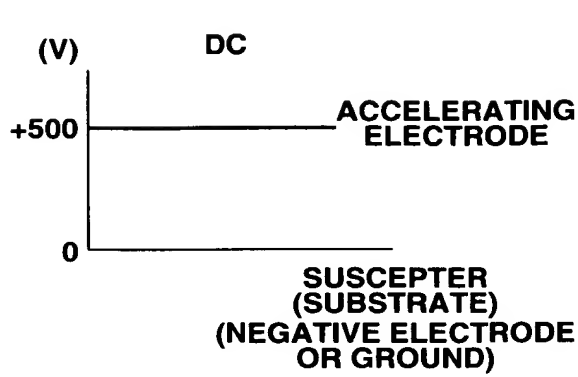 (V)
DC
+500
ACCELERATING
ELECTRODE
0
SUSCEPTER
(SUBSTRATE)
(NEGATIVE ELECTRODE
OR GROUND)